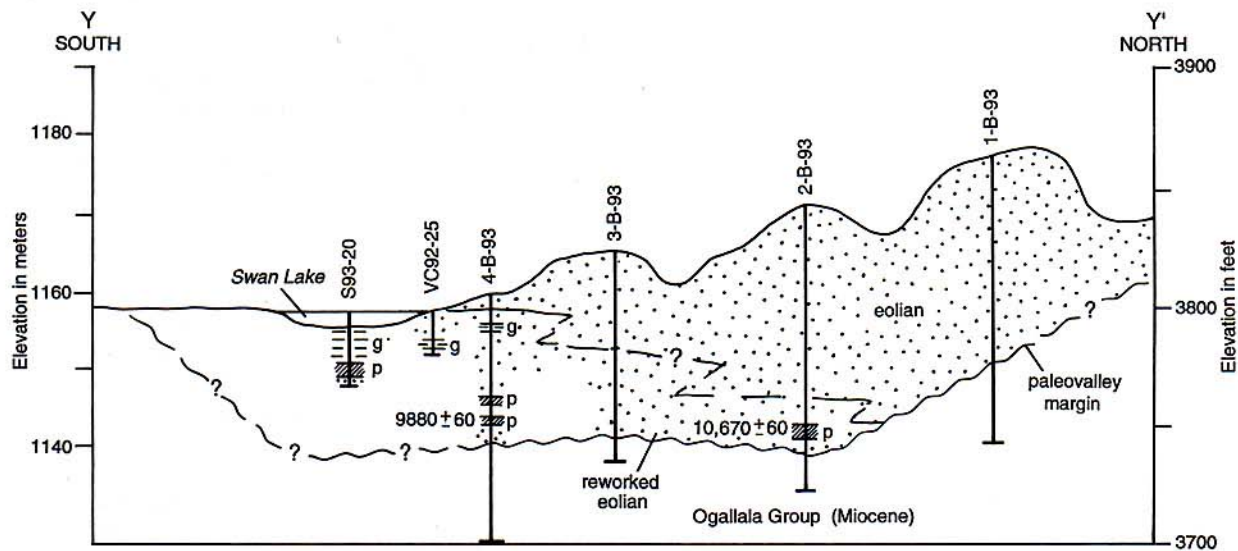 Y
SOUTH
Y'
NORTH
3900
1180
1-B-93
2-B-93
3-B-93
4-B-93
VC92-25
S93-20
Swan Lake
Elevation in meters
1160
3800
Elevation in feet
eolian
g
g
g
?
?
?
p
paleovalley
margin
p
9880 ± 60
p
10,670 ± 60
p
1140
?
?
reworked
eolian
Ogallala Group (Miocene)
3700